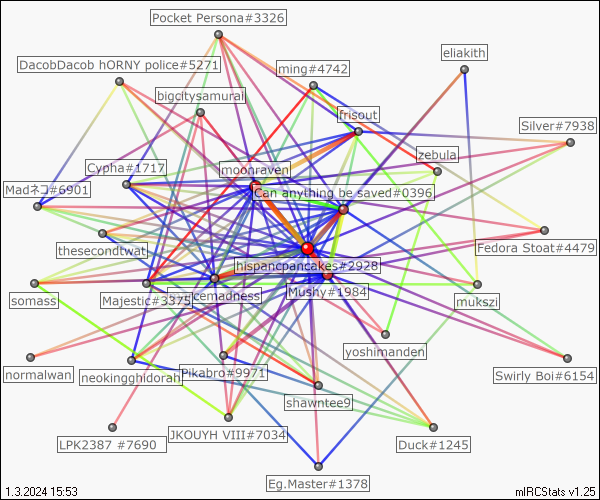 Pocket Persona#3326
eliakith
DacobDacob hORNY police#5271
ming#4742
bigcitysamurai
frisout
Silver#7938
zebula
Cypha#1717
moonraven
Madネコ#6901
Can anything be saved#0396
thesecondtwat
Fedora Stoat#4479
hispancpancakes#2928
somass
Majestic#3375
icemadness
Mushy#1984
mukszi
yoshimanden
normalwan
neokingghidorah
Pikabro#9971
Swirly Boi#6154
shawntee9
LPK2387 #7690
JKOUYH VIII#7034
Duck#1245
Eg.Master#1378
1.3.2024 15:53
mIRCStats v1.25